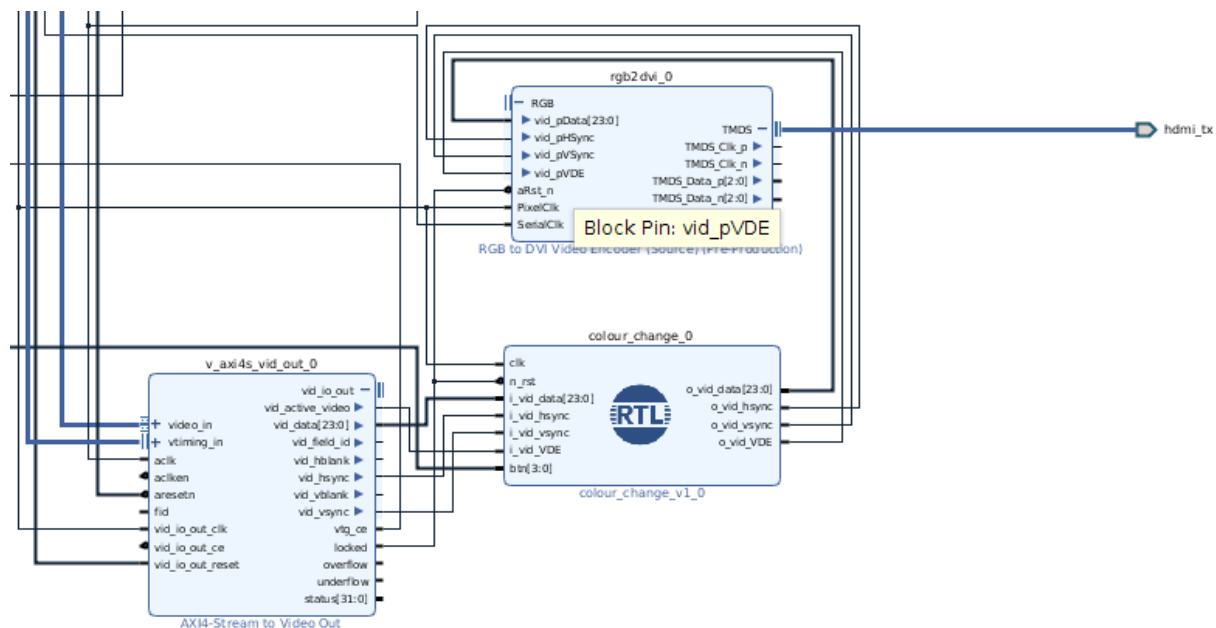 rgb2dvi_0
RGB
vid_pData[23:0]
vid_pHSync
vid_pVSync
vid_pVDE
aRst_n
PixelClk
SerialClk
TMDS
TMDS_Clk_p
TMDS_Clk_n
TMDS_Data_p[2:0]
TMDS_Data_n[2:0]
hdmi_tx
Block Pin: vid_pVDE
RGB to DVI Video Encoder (Source) (Pre-Production)
colour_change_0
clk
n_rst
i_vid_data[23:0]
i_vid_hsync
i_vid_vsync
i_vid_VDE
btn[3:0]
RTL
o_vid_data[23:0]
o_vid_hsync
o_vid_vsync
o_vid_VDE
colour_change_v1_0
v_axi4s_vid_out_0
video_in
vtiming_in
aclk
aclken
aresetn
fid
vid_io_out_clk
vid_io_out_ce
vid_io_out_reset
vid_io_out
vid_active_video
vid_data[23:0]
vid_field_id
vid_hblank
vid_hsync
vid_vblank
vid_vsync
vtg_ce
locked
overflow
underflow
status[31:0]
AXI4-Stream to Video Out